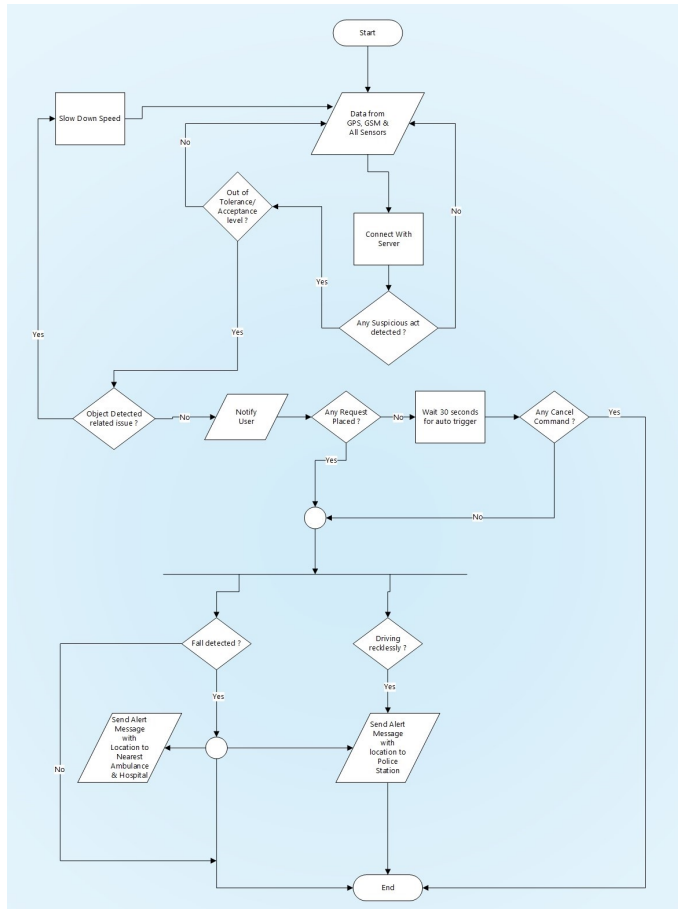 Start
Slow Down Speed
Data from
GPS, GSM &
All Sensors
No
Out of
Tolerance/
Acceptance
level ?
No
Connect With
Server
Yes
Any Suspicious act
detected ?
Yes
Yes
Object Detected
related issue ?
No
Notify
User
Any Request
Placed ?
No
Wait 30 seconds
for auto trigger
Any Cancel
Command ?
Yes
Yes
No
Fall detected ?
Driving
recklessly ?
Yes
Yes
Send Alert
Message
with
Location to
Nearest
Ambulance
& Hospital
Send Alert
Message
with
location to
Police
Station
No
End